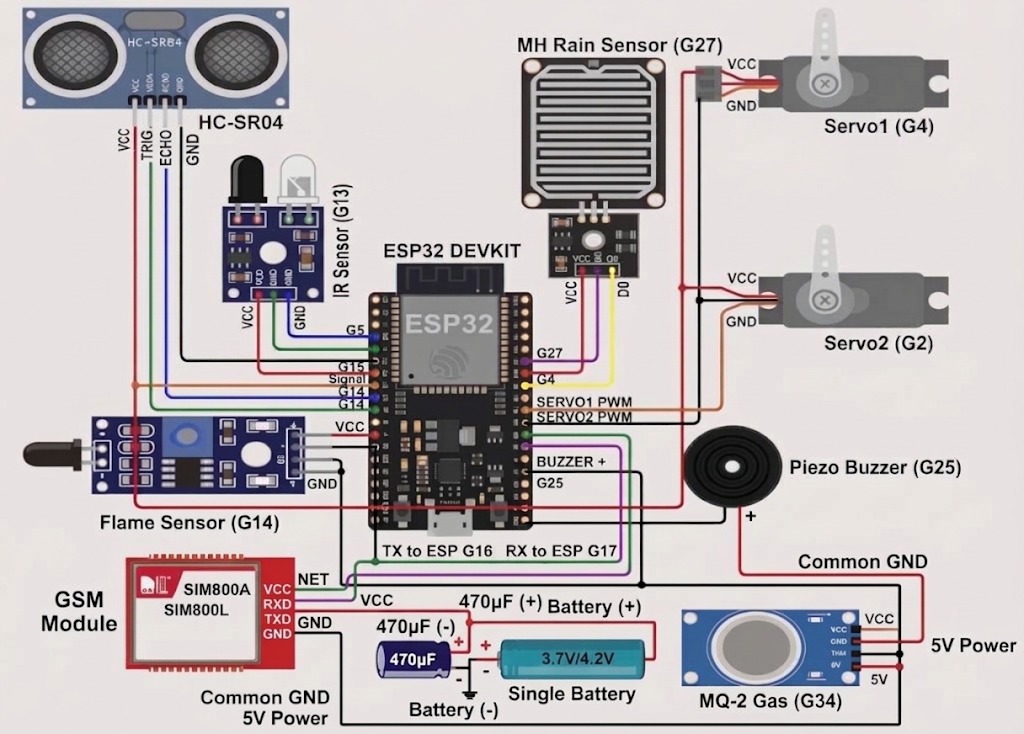 HC-SR84
VCC
GND
HC-SR04
VCC
TRIG
ECHO
GND
MH Rain Sensor (G27)
VCC
GND
Servo1 (G4)
IR Sensor (G13)
VCC
GND
VCC
D0
ESP32 DEVKIT
ESP32
VCC
GND
Servo2 (G2)
G5
G15
Signal
G14
G14
G27
G4
SERVO1 PWM
SERVO2 PWM
BUZZER +
G25
VCC
GND
Flame Sensor (G14)
Piezo Buzzer (G25)
+
TX to ESP G16
RX to ESP G17
Common GND
GSM
Module
SIM800A
SIM800L
VCC
RXD
TXD
GND
NET
VCC
GND
470µF (+)
Battery (+)
470µF (-)
+
+
470µF
3.7V/4.2V
-
-
Single Battery
Battery (-)
Common GND
5V Power
VCC
GND
VCC
5V
5V Power
MQ-2 Gas (G34)